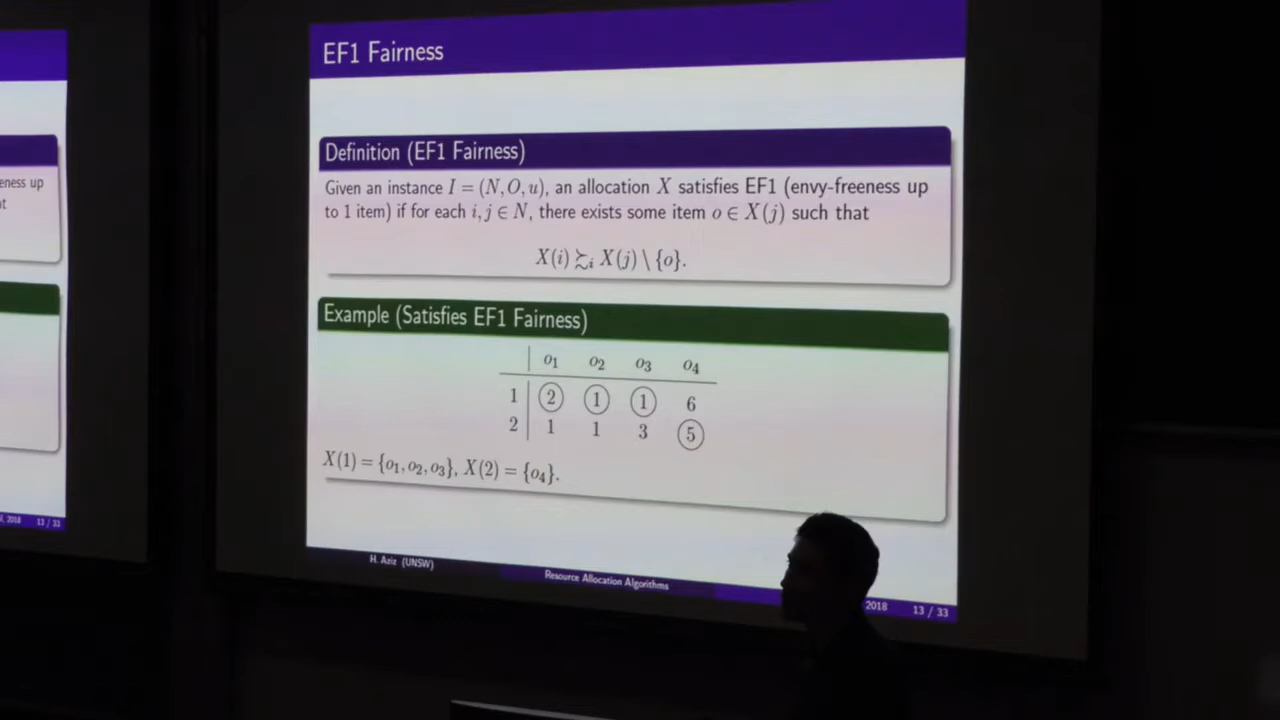 EF1 Fairness
Definition (EF1 Fairness)
Given an instance I = (N, O, u), an allocation X satisfies EF1 (envy-freeness up
to 1 item) if for each i, j ∈ N, there exists some item o ∈ X(j) such that
X(i) ≿ᵢ X(j) \ {o}.
Example (Satisfies EF1 Fairness)
o₁ o₂ o₃ o₄
1 2 1 1 6
2 1 1 3 5
X(1) = {o₁, o₂, o₃}, X(2) = {o₄}.
H. Aziz (UNSW)
Resource Allocation Algorithms
2018 13 / 33
up
2018 13 / 33